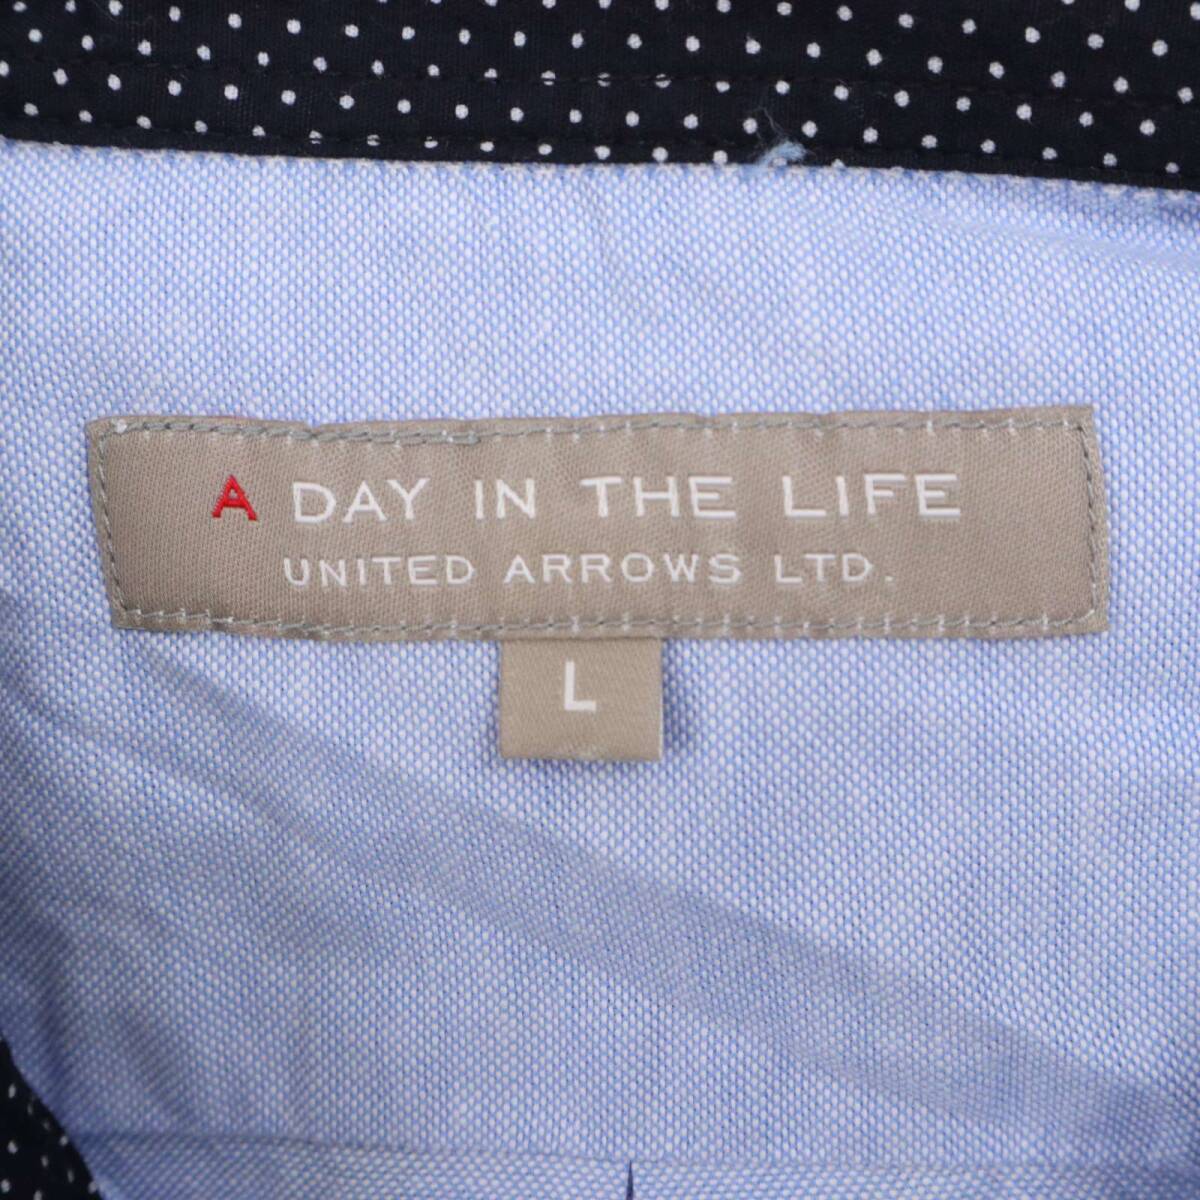 A DAY IN THE LIFE
UNITED ARROWS LTD.
L